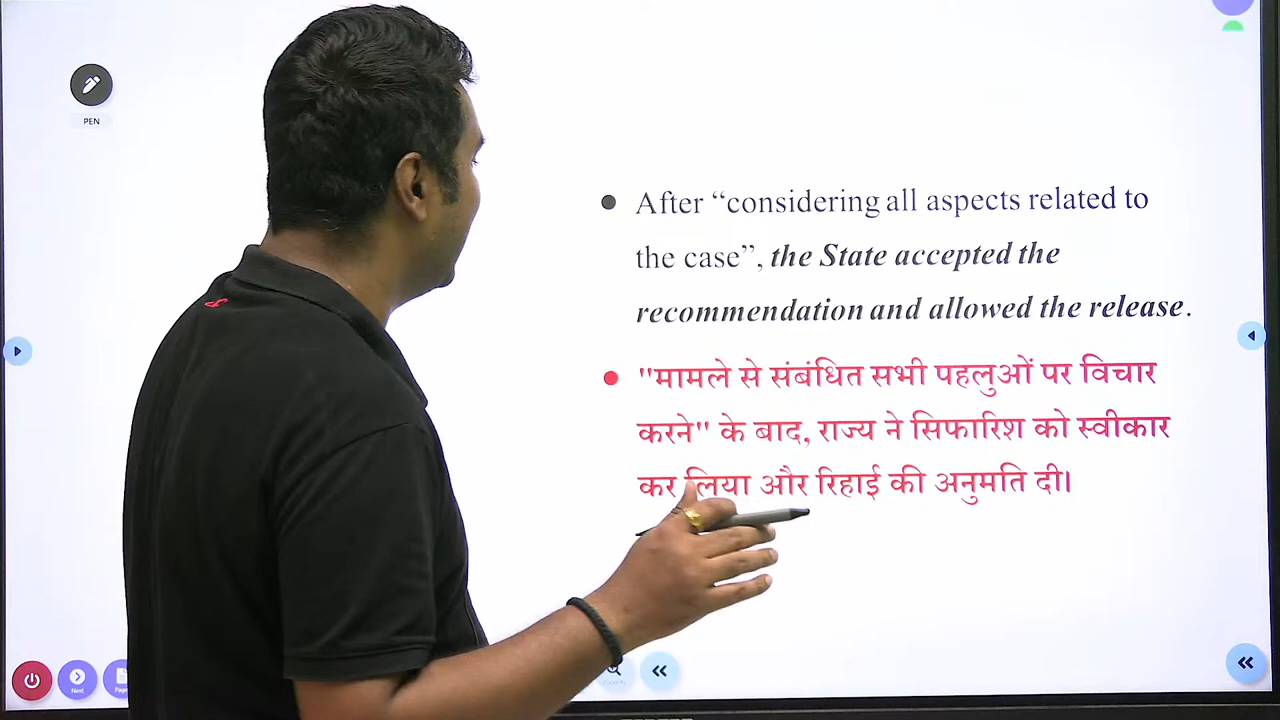 PEN
After “considering all aspects related to
the case”, the State accepted the
recommendation and allowed the release.
"मामले से संबंधित सभी पहलुओं पर विचार
करने" के बाद, राज्य ने सिफारिश को स्वीकार
कर लिया और रिहाई की अनुमति दी।
Next